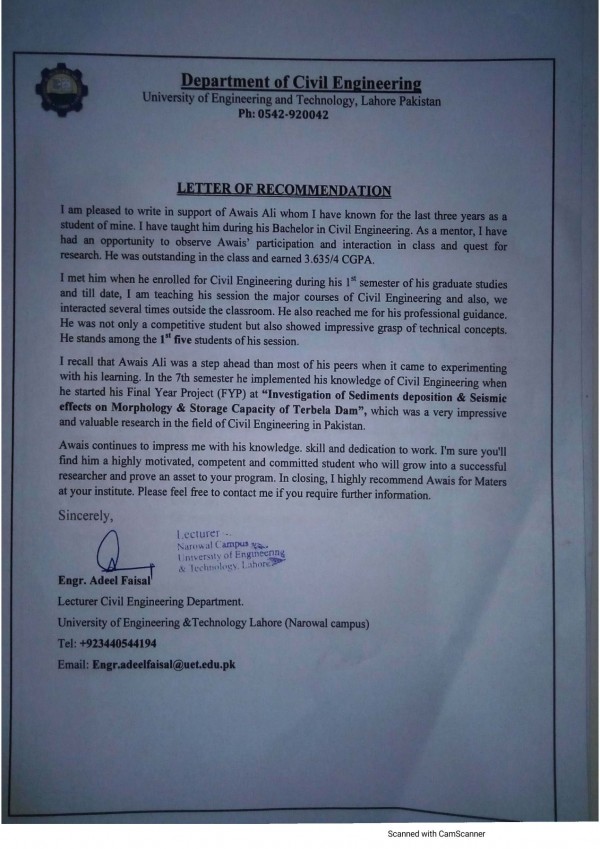 Department of Civil Engineering
University of Engineering and Technology, Lahore Pakistan
Ph: 0542-920042
LETTER OF RECOMMENDATION
I am pleased to write in support of Awais Ali whom I have known for the last three years as a
student of mine. I have taught him during his Bachelor in Civil Engineering. As a mentor, I have
had an opportunity to observe Awais' participation and interaction in class and quest for
research. He was outstanding in the class and earned 3.635/4 CGPA.
I met him when he enrolled for Civil Engineering during his 1st semester of his graduate studies
and till date, I am teaching his session the major courses of Civil Engineering and also, we
interacted several times outside the classroom. He also reached me for his professional guidance.
He was not only a competitive student but also showed impressive grasp of technical concepts.
He stands among the 1st five students of his session.
I recall that Awais Ali was a step ahead than most of his peers when it came to experimenting
with his learning. In the 7th semester he implemented his knowledge of Civil Engineering when
he started his Final Year Project (FYP) at “Investigation of Sediments deposition & Seismic
effects on Morphology & Storage Capacity of Terbela Dam”, which was a very impressive
and valuable research in the field of Civil Engineering in Pakistan.
Awais continues to impress me with his knowledge. skill and dedication to work. I'm sure you'll
find him a highly motivated, competent and committed student who will grow into a successful
researcher and prove an asset to your program. In closing, I highly recommend Awais for Maters
at your institute. Please feel free to contact me if you require further information.
Sincerely,
Lecturer
Narowal Campus
University of Engineering
& Technology, Lahore
Engr. Adeel Faisal
Lecturer Civil Engineering Department.
University of Engineering &Technology Lahore (Narowal campus)
Tel: +923440544194
Email: Engr.adeelfaisal@uet.edu.pk
Scanned with CamScanner